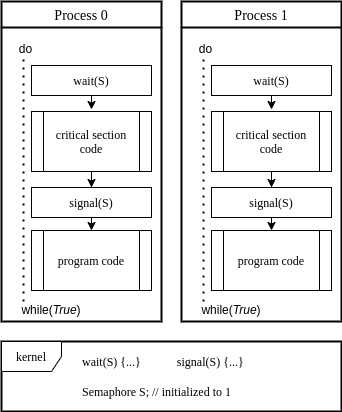 Process 0
do
wait(S)
critical section
code
signal(S)
program code
while(True)
Process 1
do
wait(S)
critical section
code
signal(S)
program code
while(True)
kernel
wait(S) {...} signal(S) {...}
Semaphore S; // initialized to 1